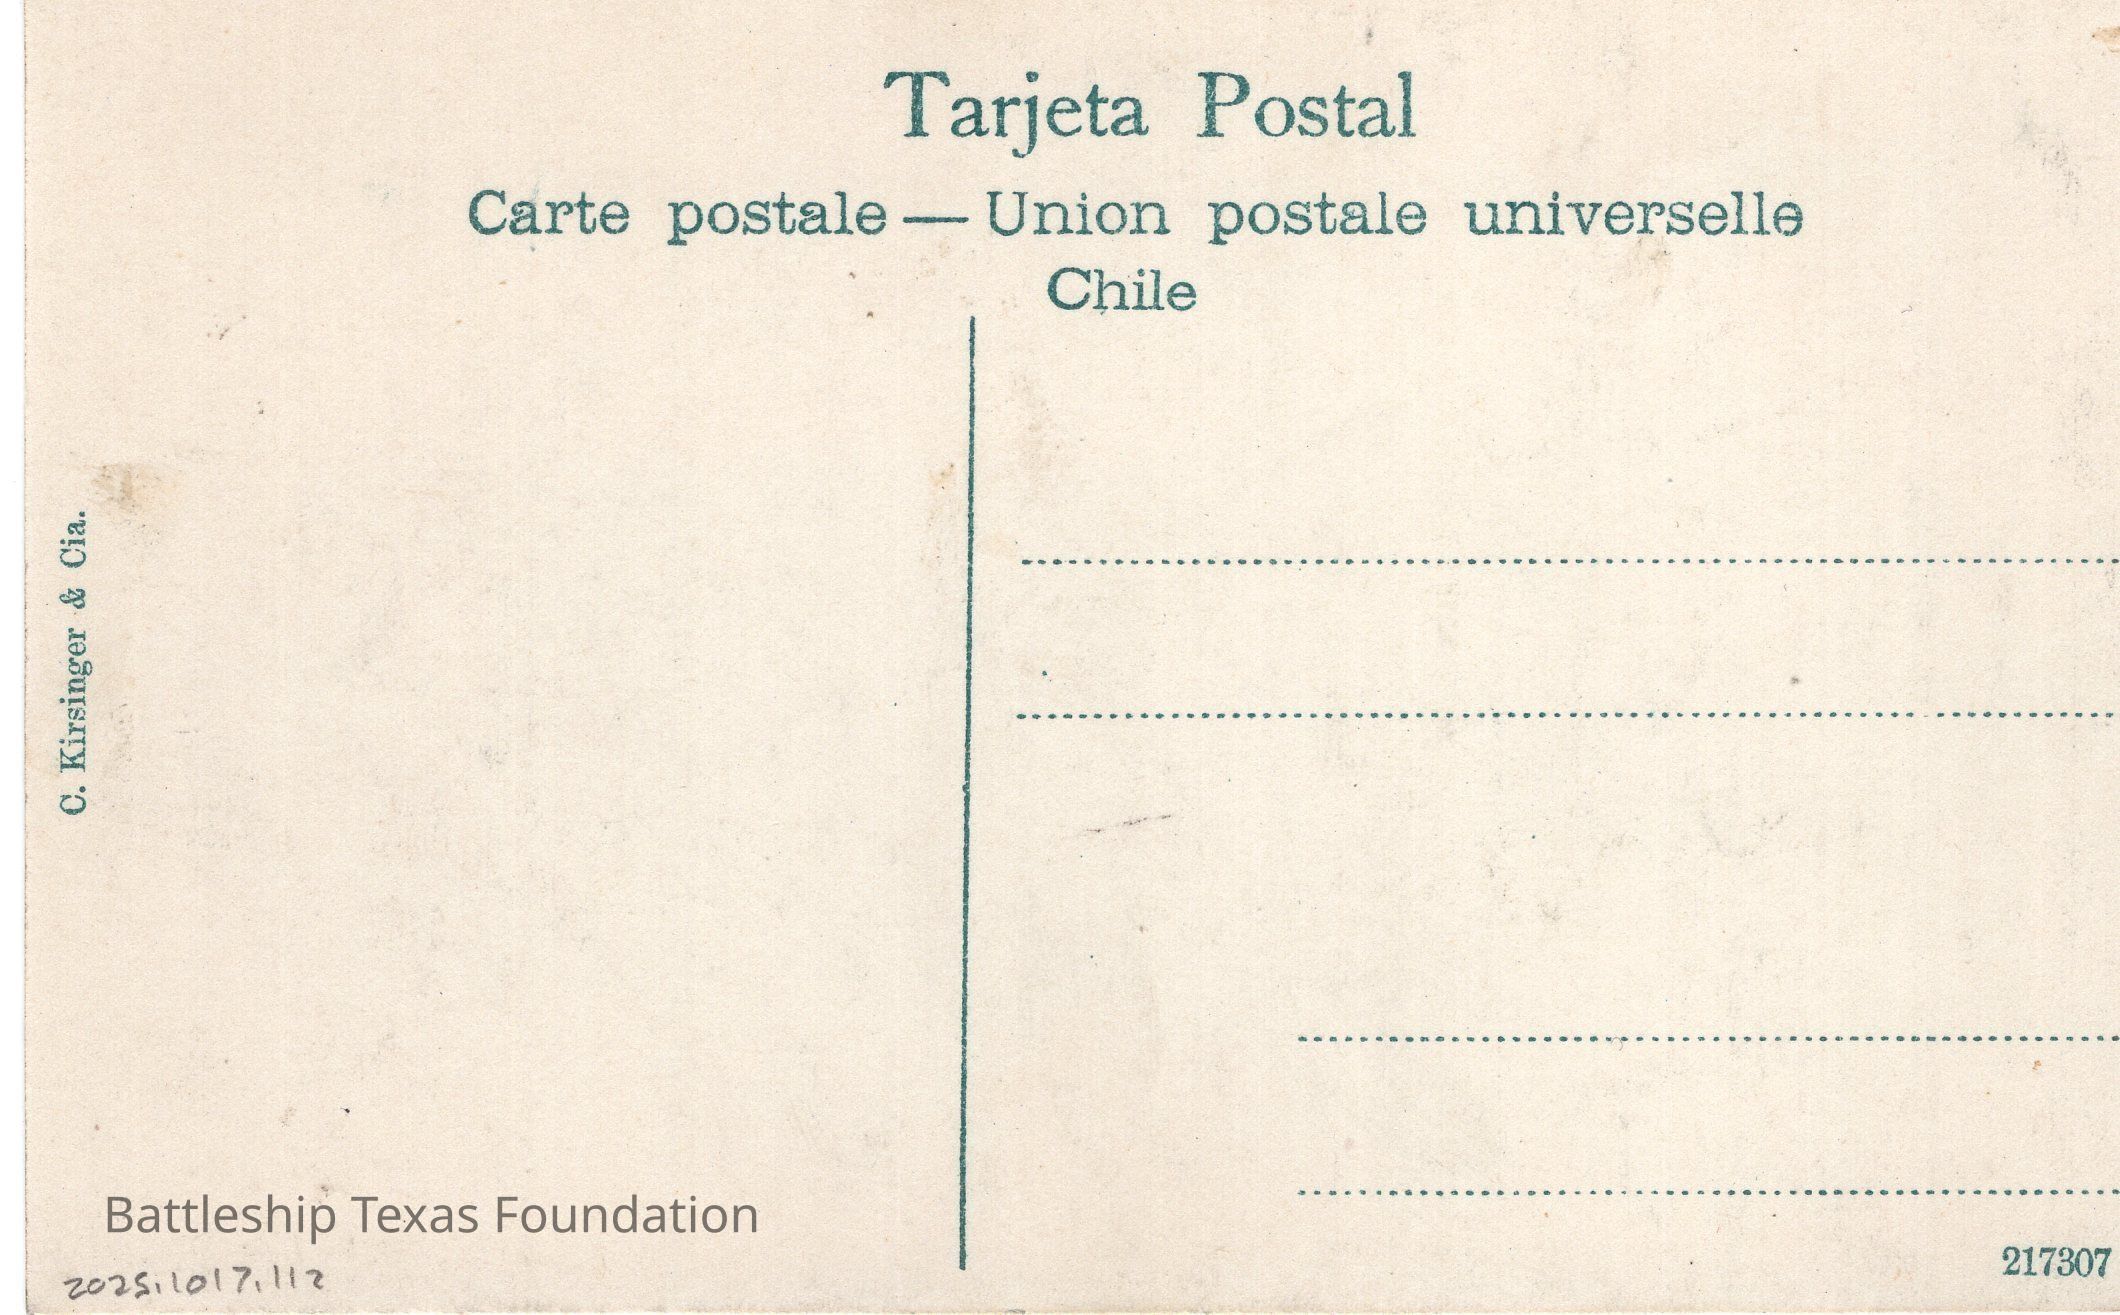 Tarjeta Postal
Carte postale — Union postale universelle
Chile
C. Kirsinger & Cia.
Battleship Texas Foundation
2025.1017.112
217307